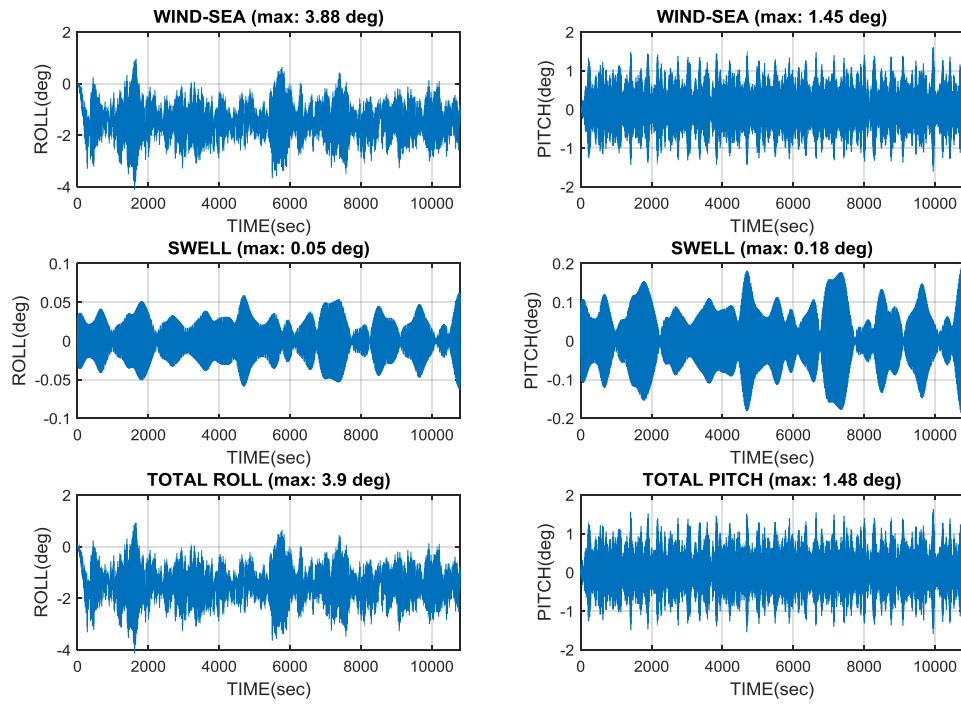 WIND-SEA (max: 3.88 deg)
2
0
-2
-4
ROLL(deg)
0 2000 4000 6000 8000 10000
TIME(sec)
WIND-SEA (max: 1.45 deg)
2
1
0
-1
-2
PITCH(deg)
0 2000 4000 6000 8000 10000
TIME(sec)
SWELL (max: 0.05 deg)
0.1
0.05
0
-0.05
-0.1
ROLL(deg)
0 2000 4000 6000 8000 10000
TIME(sec)
SWELL (max: 0.18 deg)
0.2
0.1
0
-0.1
-0.2
PITCH(deg)
0 2000 4000 6000 8000 10000
TIME(sec)
TOTAL ROLL (max: 3.9 deg)
2
0
-2
-4
ROLL(deg)
0 2000 4000 6000 8000 10000
TIME(sec)
TOTAL PITCH (max: 1.48 deg)
2
1
0
-1
-2
PITCH(deg)
0 2000 4000 6000 8000 10000
TIME(sec)